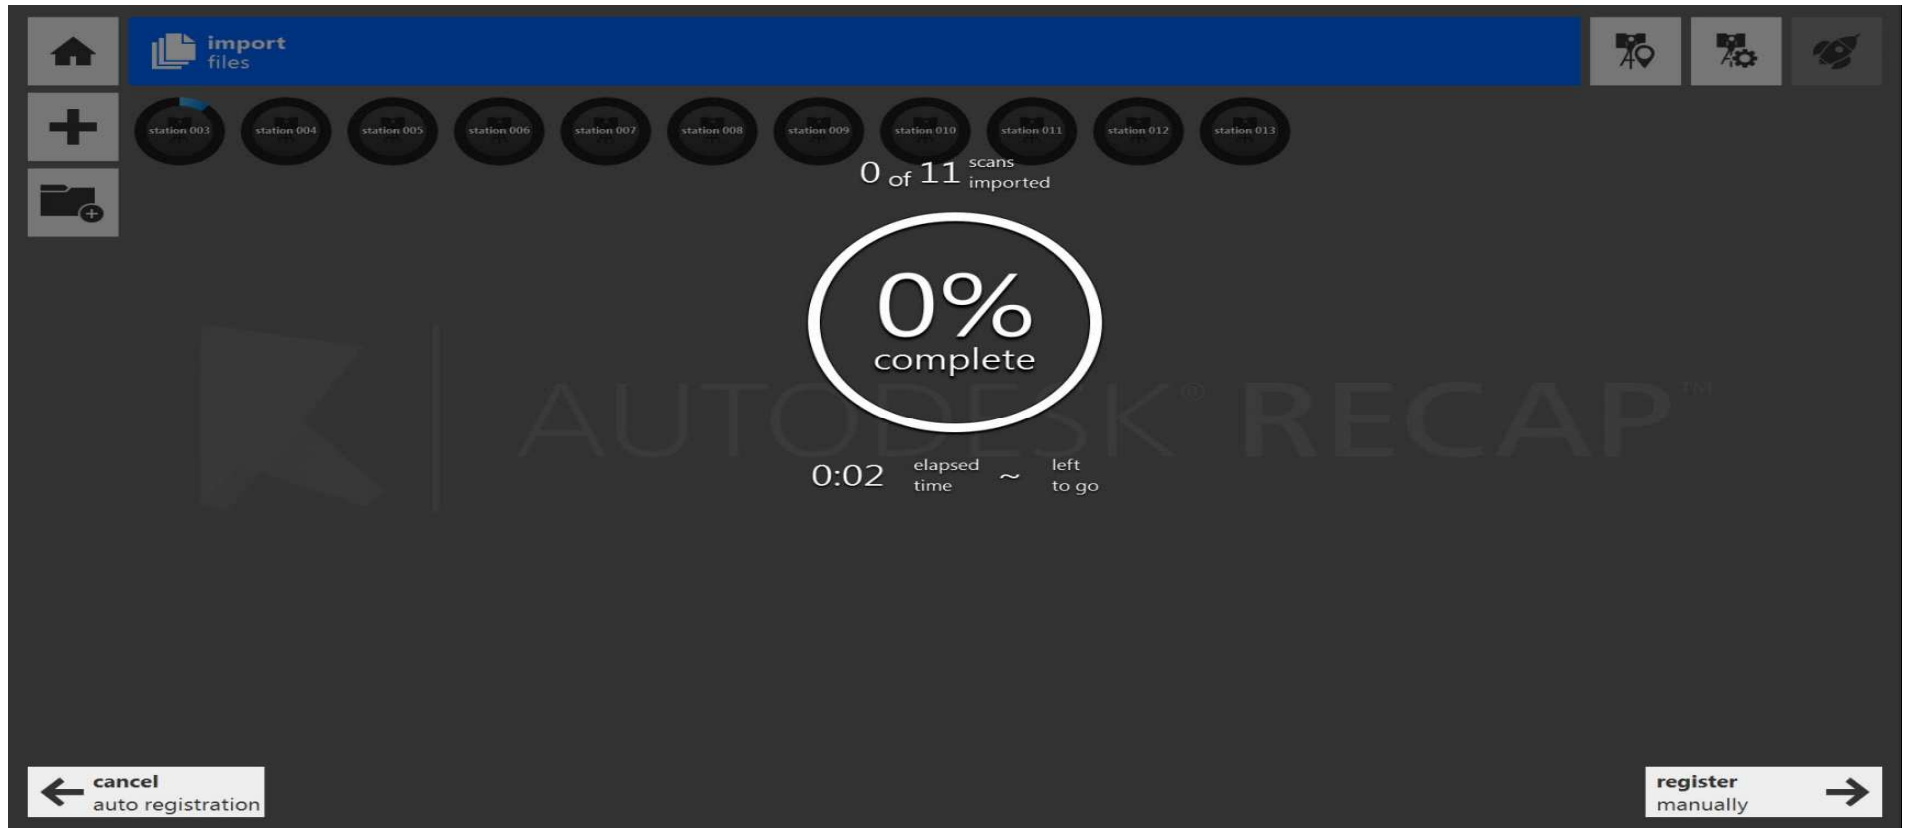 import
files
station 003
station 004
station 005
station 006
station 007
station 008
station 009
station 010
station 011
station 012
station 013
0 of 11 scans
imported
0%
complete
AUTODESK® RECAP™
0:02 elapsed
time
~ left
to go
cancel
auto registration
register
manually